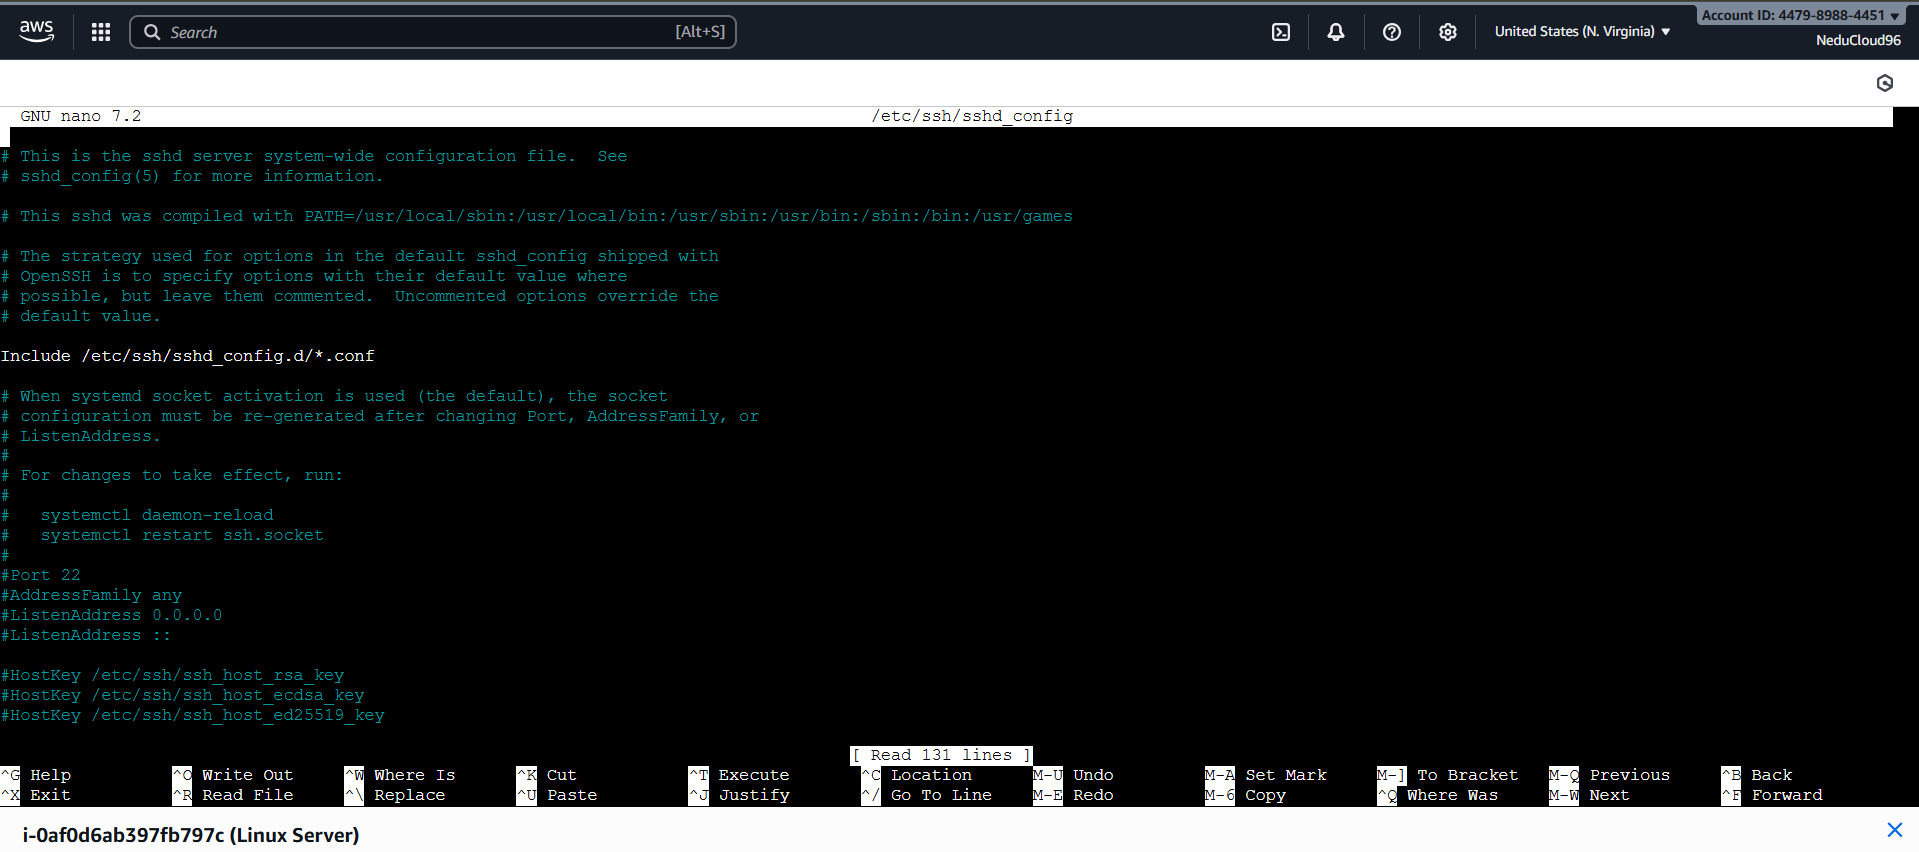 aws
Search
[Alt+S]
United States (N. Virginia)
Account ID: 4479-8988-4451
NeduCloud96
GNU nano 7.2 /etc/ssh/sshd_config
# This is the sshd server system-wide configuration file.  See
# sshd_config(5) for more information.
# This sshd was compiled with PATH=/usr/local/sbin:/usr/local/bin:/usr/sbin:/usr/bin:/sbin:/bin:/usr/games
# The strategy used for options in the default sshd_config shipped with
# OpenSSH is to specify options with their default value where
# possible, but leave them commented.  Uncommented options override the
# default value.
Include /etc/ssh/sshd_config.d/*.conf
# When systemd socket activation is used (the default), the socket
# configuration must be re-generated after changing Port, AddressFamily, or
# ListenAddress.
#
# For changes to take effect, run:
#
#   systemctl daemon-reload
#   systemctl restart ssh.socket
#
#Port 22
#AddressFamily any
#ListenAddress 0.0.0.0
#ListenAddress ::
#HostKey /etc/ssh/ssh_host_rsa_key
#HostKey /etc/ssh/ssh_host_ecdsa_key
#HostKey /etc/ssh/ssh_host_ed25519_key
[ Read 131 lines ]
^G Help ^O Write Out ^W Where Is ^K Cut ^T Execute ^C Location M-U Undo M-A Set Mark M-] To Bracket M-Q Previous ^B Back
^X Exit ^R Read File ^\ Replace ^U Paste ^J Justify ^/ Go To Line M-E Redo M-6 Copy ^Q Where Was M-W Next ^F Forward
i-0af0d6ab397fb797c (Linux Server)